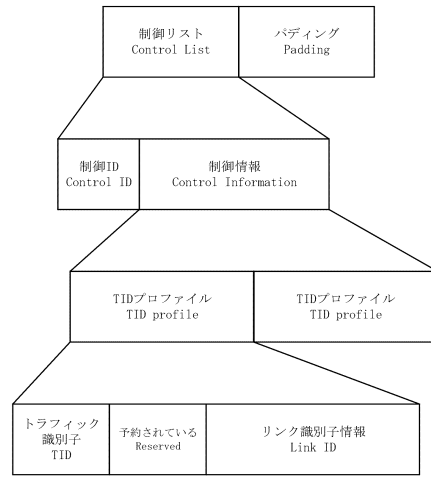 制御リスト
Control List
パディング
Padding
制御ID
Control ID
制御情報
Control Information
TIDプロファイル
TID profile
TIDプロファイル
TID profile
トラフィック
識別子
TID
予約されている
Reserved
リンク識別子情報
Link ID